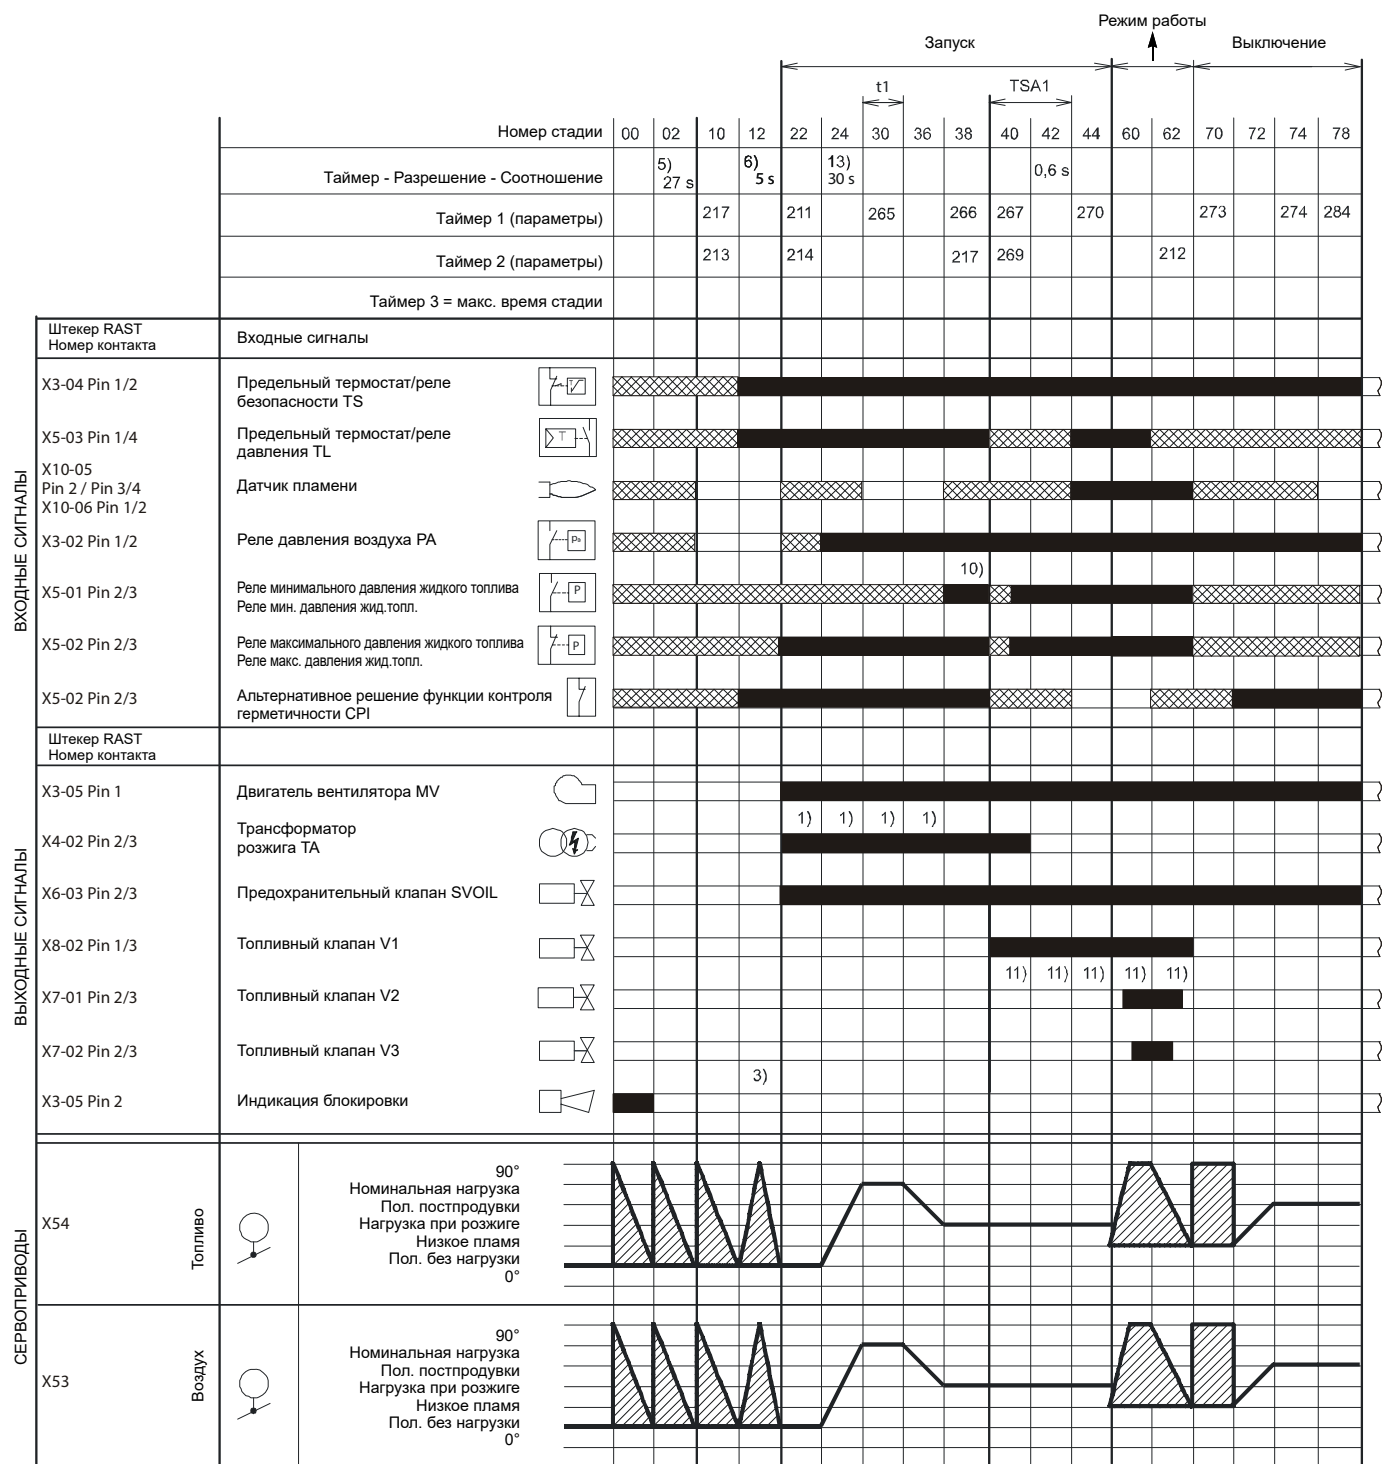 Режим работы
Запуск
Выключение
t1
TSA1
Номер стадии 00 02 10 12 22 24 30 36 38 40 42 44 60 62 70 72 74 78
Таймер - Разрешение - Соотношение 5) 27 s 6) 5 s 13) 30 s 0,6 s
Таймер 1 (параметры) 217 211 265 266 267 270 273 274 284
Таймер 2 (параметры) 213 214 217 269 212
Таймер 3 = макс. время стадии
ВХОДНЫЕ СИГНАЛЫ
Штекер RAST
Номер контакта
Входные сигналы
X3-04 Pin 1/2
Предельный термостат/реле
безопасности TS
X5-03 Pin 1/4
Предельный термостат/реле
давления TL
T
X10-05
Pin 2 / Pin 3/4
X10-06 Pin 1/2
Датчик пламени
X3-02 Pin 1/2
Реле давления воздуха PA
10)
X5-01 Pin 2/3
Реле минимального давления жидкого топлива
Реле мин. давления жид.топл.
P
X5-02 Pin 2/3
Реле максимального давления жидкого топлива
Реле макс. давления жид.топл.
P
X5-02 Pin 2/3
Альтернативное решение функции контроля
герметичности CPI
ВЫХОДНЫЕ СИГНАЛЫ
Штекер RAST
Номер контакта
X3-05 Pin 1
Двигатель вентилятора MV
1) 1) 1) 1)
X4-02 Pin 2/3
Трансформатор
розжига TA
X6-03 Pin 2/3
Предохранительный клапан SVOIL
X8-02 Pin 1/3
Топливный клапан V1
11) 11) 11) 11) 11)
X7-01 Pin 2/3
Топливный клапан V2
X7-02 Pin 2/3
Топливный клапан V3
3)
X3-05 Pin 2
Индикация блокировки
СЕРВОПРИВОДЫ
X54
Топливо
90°
Номинальная нагрузка
Пол. постпродувки
Нагрузка при розжиге
Низкое пламя
Пол. без нагрузки
0°
X53
Воздух
90°
Номинальная нагрузка
Пол. постпродувки
Нагрузка при розжиге
Низкое пламя
Пол. без нагрузки
0°